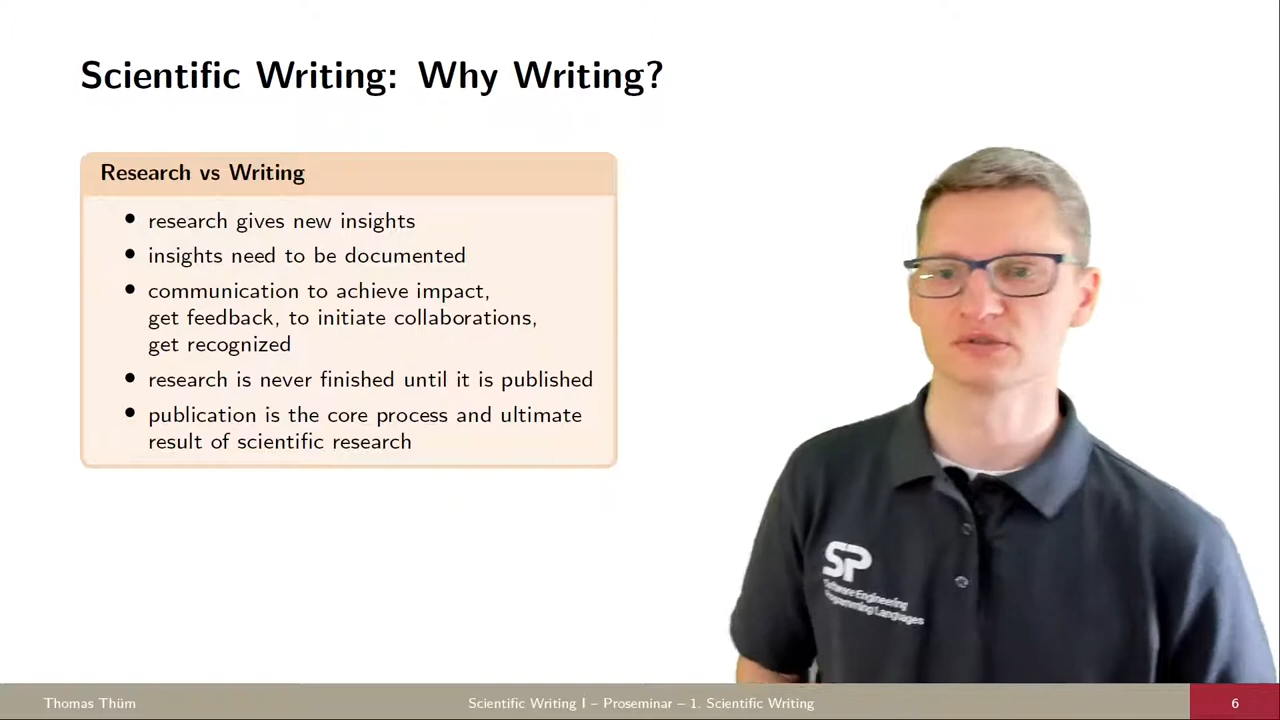 Scientific Writing: Why Writing?
Research vs Writing
• research gives new insights
• insights need to be documented
• communication to achieve impact,
get feedback, to initiate collaborations,
get recognized
• research is never finished until it is published
• publication is the core process and ultimate
result of scientific research
SP
Software Engineering
Programming Languages
Thomas Thüm
Scientific Writing I – Proseminar – 1. Scientific Writing
6